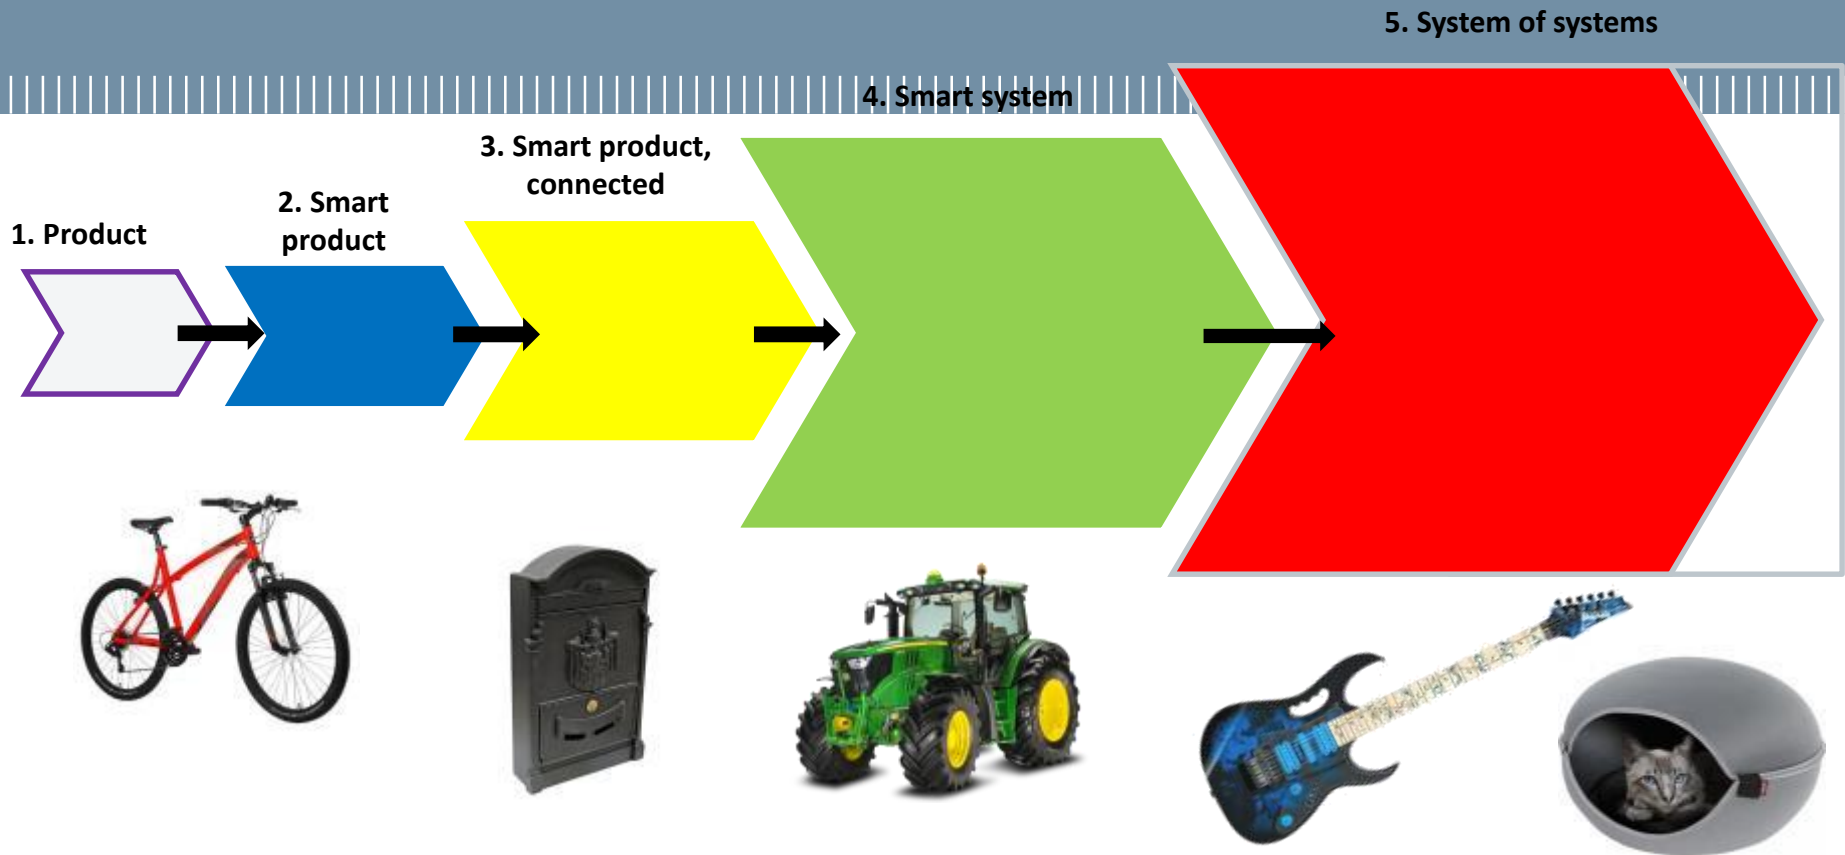 1. Product
2. Smart
product
3. Smart product,
connected
4. Smart system
5. System of systems